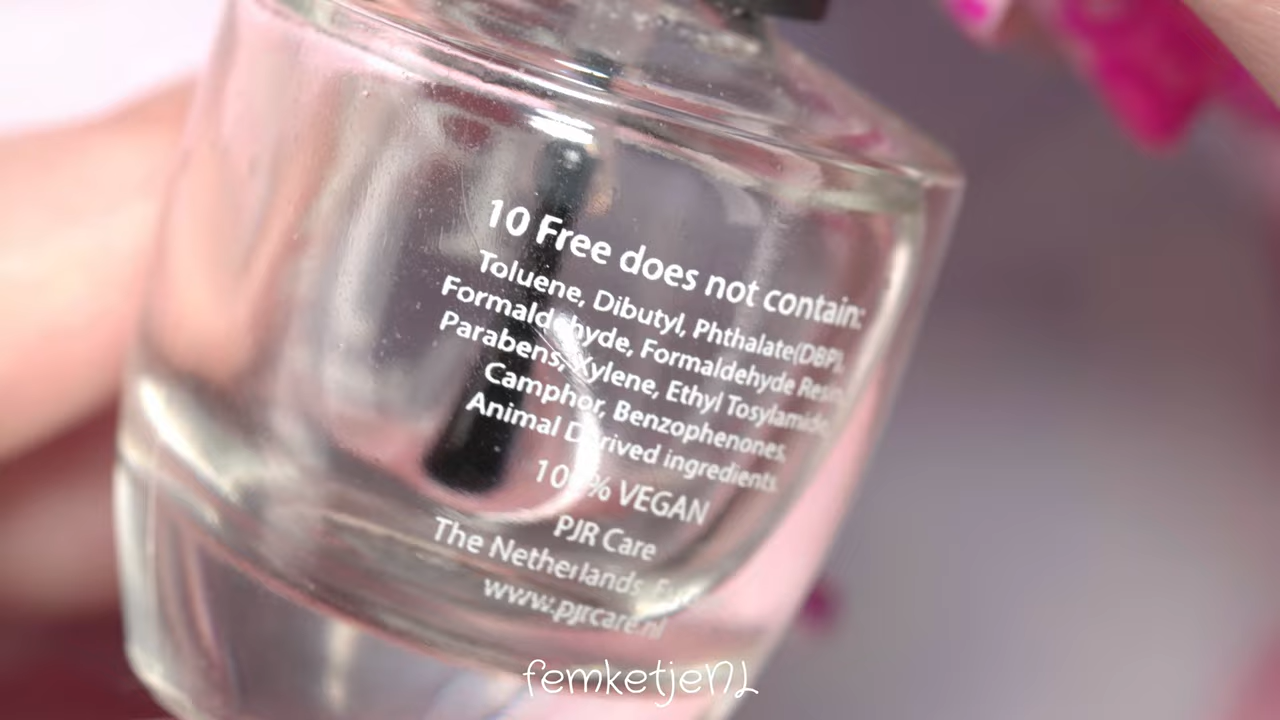 10 Free does not contain:
Toluene, Dibutyl, Phthalate(DBP),
Formaldehyde, Formaldehyde Resin,
Parabens, Xylene, Ethyl Tosylamide,
Camphor, Benzophenones,
Animal Derived ingredients.
100% VEGAN
PJR Care
The Netherlands,
www.pjrcare.nl
femketjeNL